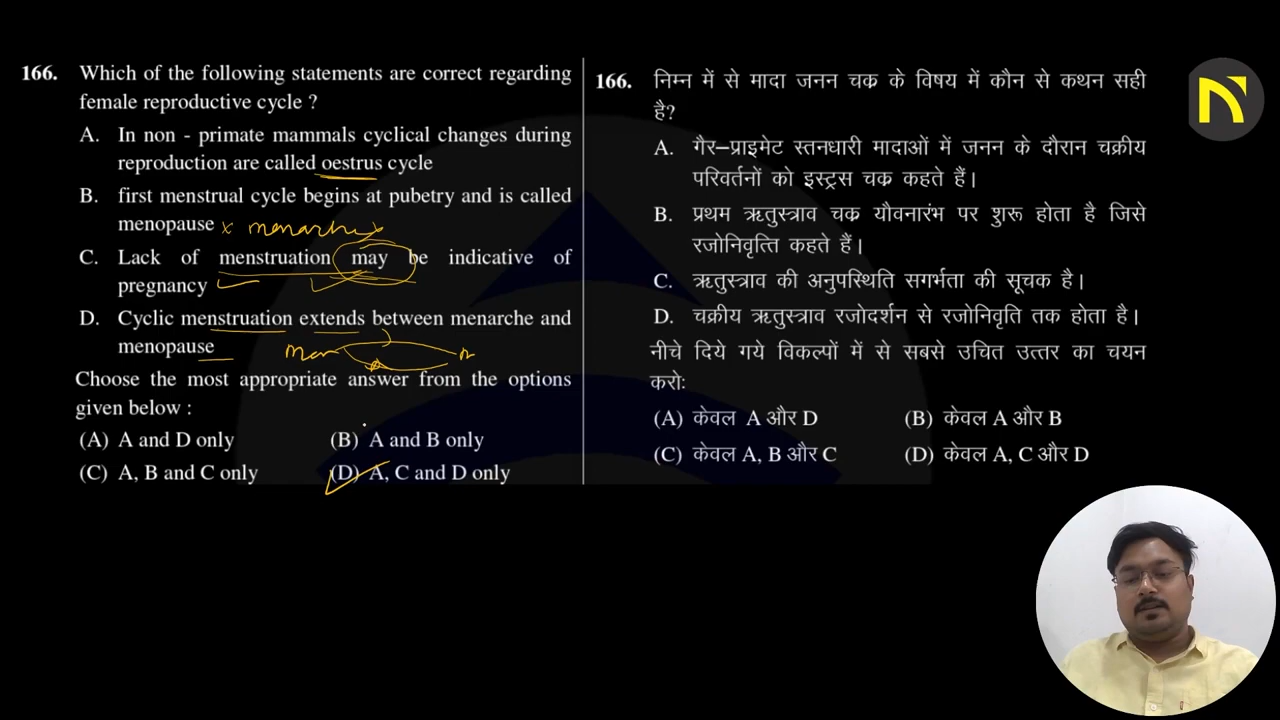 166. Which of the following statements are correct regarding
female reproductive cycle ?
A. In non - primate mammals cyclical changes during
reproduction are called oestrus cycle
B. first menstrual cycle begins at pubetry and is called
menopause x menarche x
C. Lack of menstruation may be indicative of
pregnancy
D. Cyclic menstruation extends between menarche and
menopause
Men
Choose the most appropriate answer from the options
given below :
(A) A and D only (B) A and B only
(C) A, B and C only (D) A, C and D only
166. निम्न में से मादा जनन चक्र के विषय में कौन से कथन सही
है?
A. गैर–प्राइमेट स्तनधारी मादाओं में जनन के दौरान चक्रीय
परिवर्तनों को इस्ट्रस चक्र कहते हैं।
B. प्रथम ऋतुस्त्राव चक्र यौवनारंभ पर शुरू होता है जिसे
रजोनिवृत्ति कहते हैं।
C. ऋतुस्त्राव की अनुपस्थिति सगर्भता की सूचक है।
D. चक्रीय ऋतुस्त्राव रजोदर्शन से रजोनिवृति तक होता है।
नीचे दिये गये विकल्पों में से सबसे उचित उत्तर का चयन
करोः
(A) केवल A और D (B) केवल A और B
(C) केवल A, B और C (D) केवल A, C और D